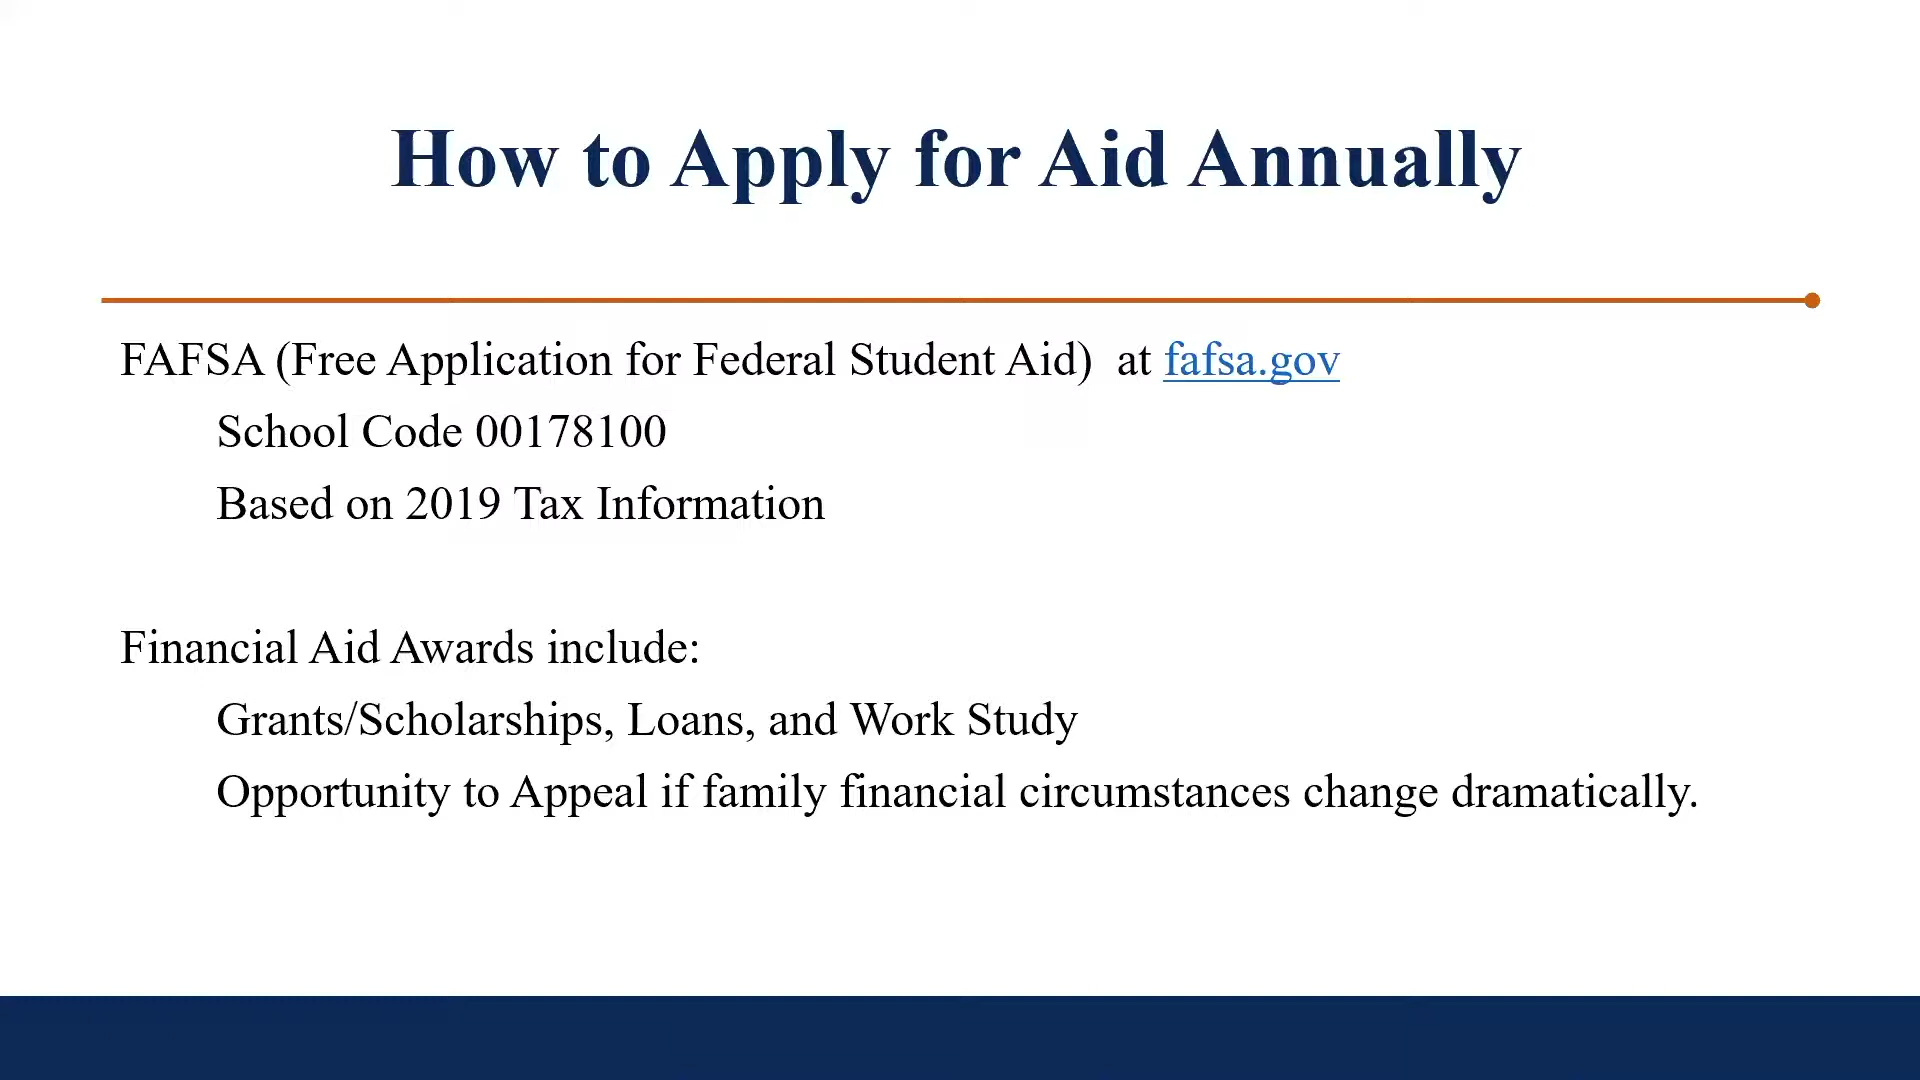 How to Apply for Aid Annually
FAFSA (Free Application for Federal Student Aid)  at fafsa.gov
School Code 00178100
Based on 2019 Tax Information
Financial Aid Awards include:
Grants/Scholarships, Loans, and Work Study
Opportunity to Appeal if family financial circumstances change dramatically.